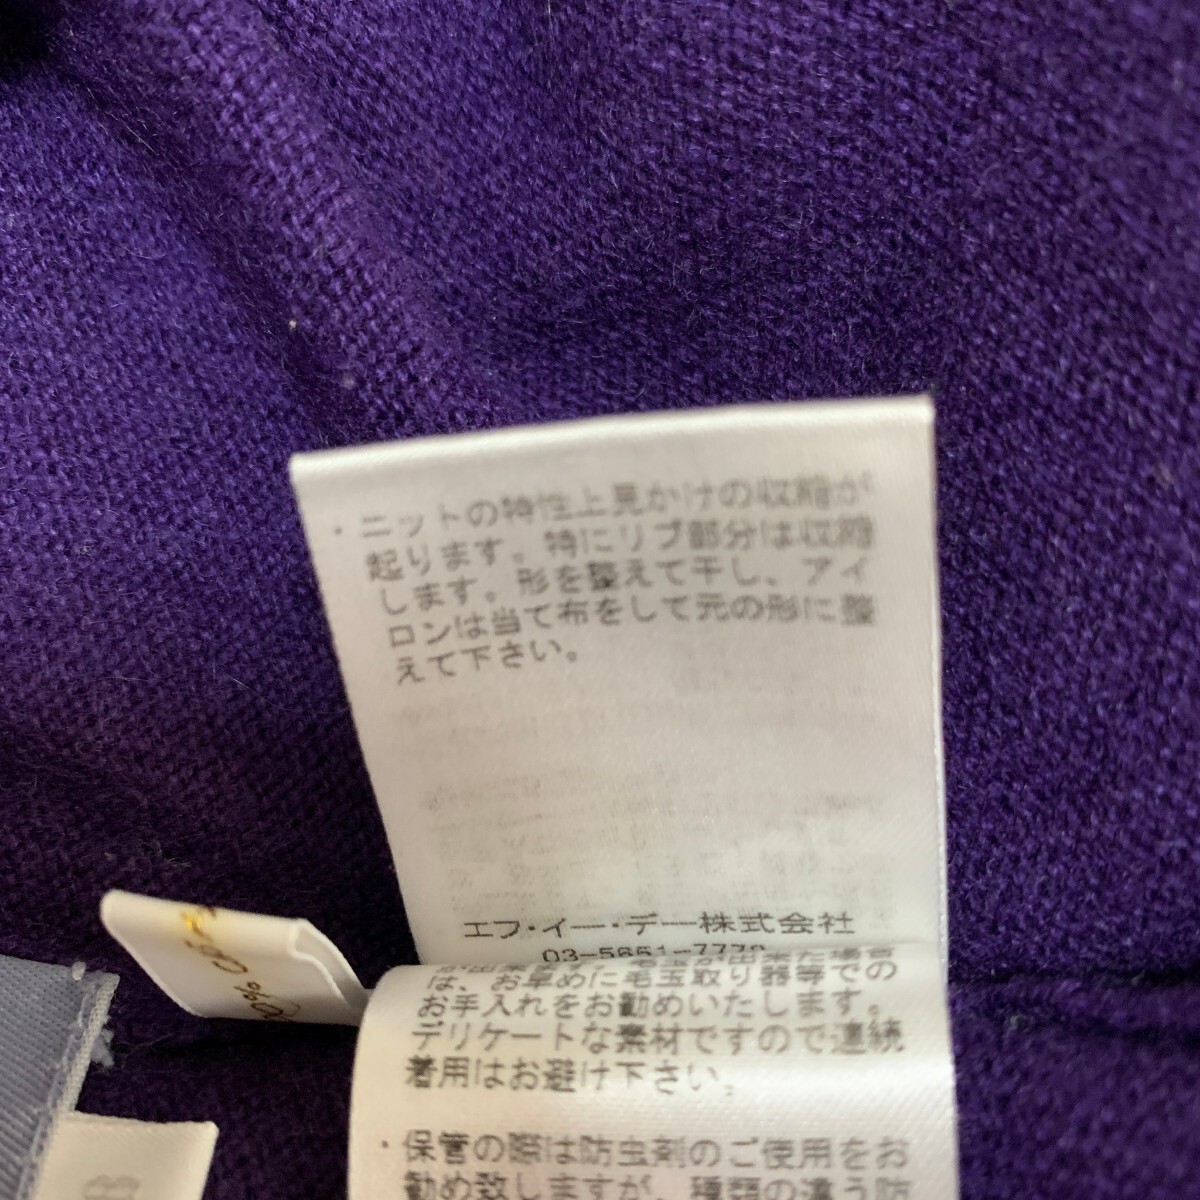 ・ニットの特性上見かけの収縮が
起ります。特にリブ部分は収縮
します。形を整えて干し、アイ
ロンは当て布をして元の形に整
えて下さい。
エフ・イー・デー株式会社
03-5651-7770
は、お早めに毛玉取り器等での
お手入れをお勧めいたします。
デリケートな素材ですので連続
着用はお避け下さい。
・保管の際は防虫剤のご使用をお
勧め致しますが、種類の違う防